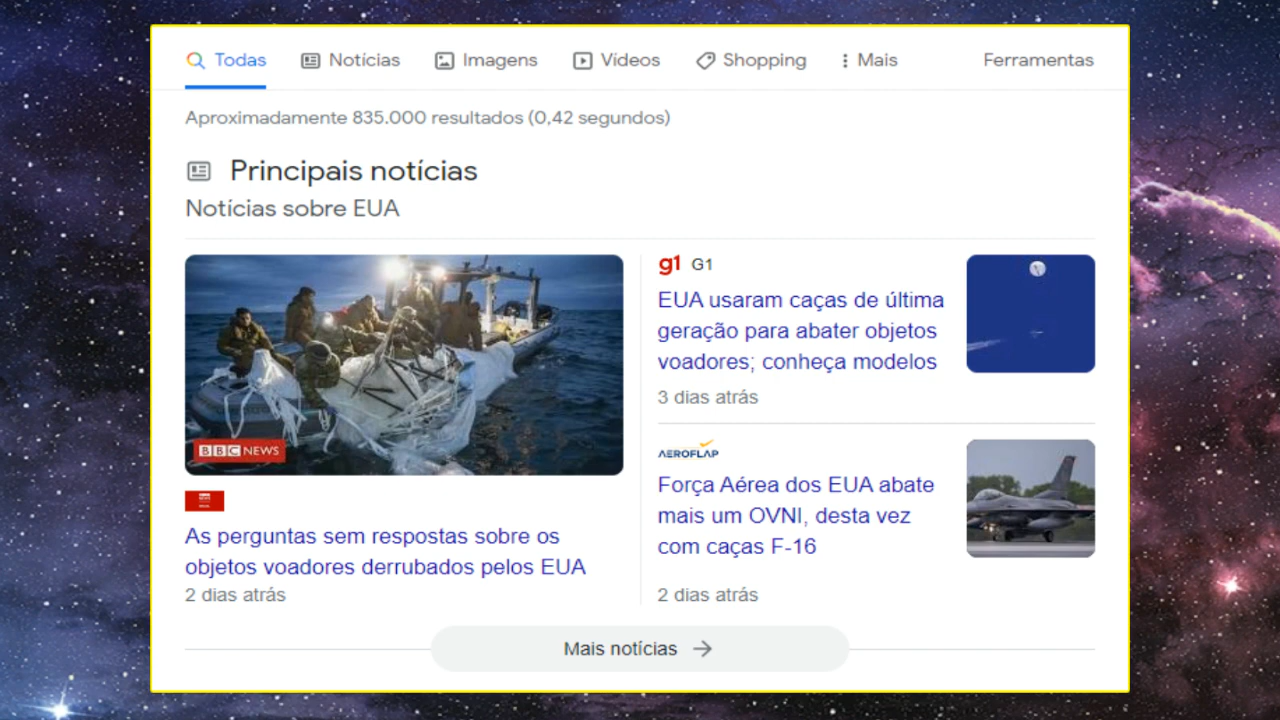 Todas
Notícias
Imagens
Vídeos
Shopping
Mais
Ferramentas
Aproximadamente 835.000 resultados (0,42 segundos)
Principais notícias
Notícias sobre EUA
BBC NEWS
As perguntas sem respostas sobre os
objetos voadores derrubados pelos EUA
2 dias atrás
g1 G1
EUA usaram caças de última
geração para abater objetos
voadores; conheça modelos
3 dias atrás
AEROFLAP
Força Aérea dos EUA abate
mais um OVNI, desta vez
com caças F-16
2 dias atrás
Mais notícias